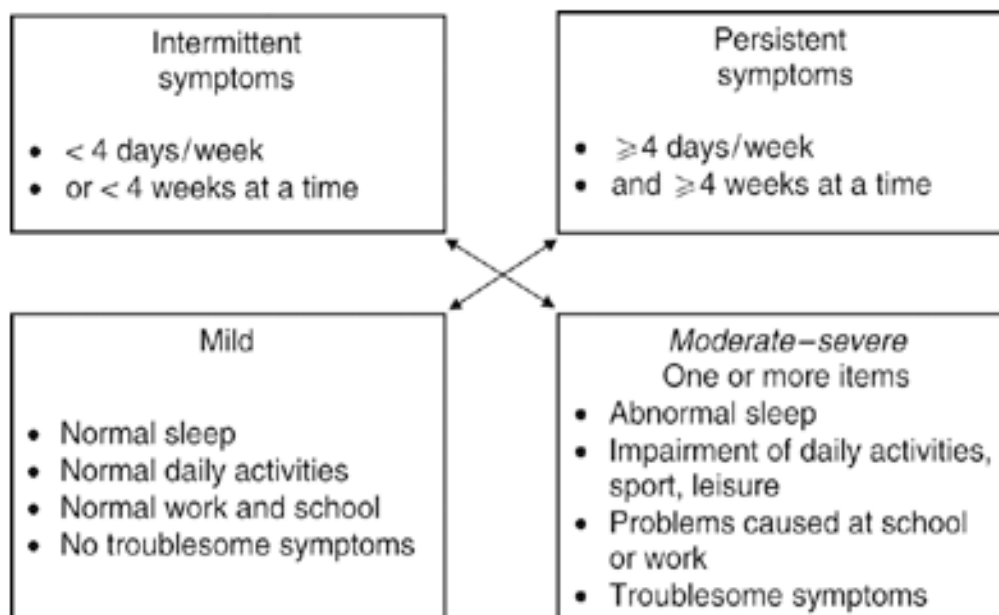 Intermittent
symptoms
• < 4 days/week
• or < 4 weeks at a time
Persistent
symptoms
• ⩾4 days/week
• and ⩾4 weeks at a time
Mild
• Normal sleep
• Normal daily activities
• Normal work and school
• No troublesome symptoms
Moderate–severe
One or more items
• Abnormal sleep
• Impairment of daily activities,
sport, leisure
• Problems caused at school
or work
• Troublesome symptoms